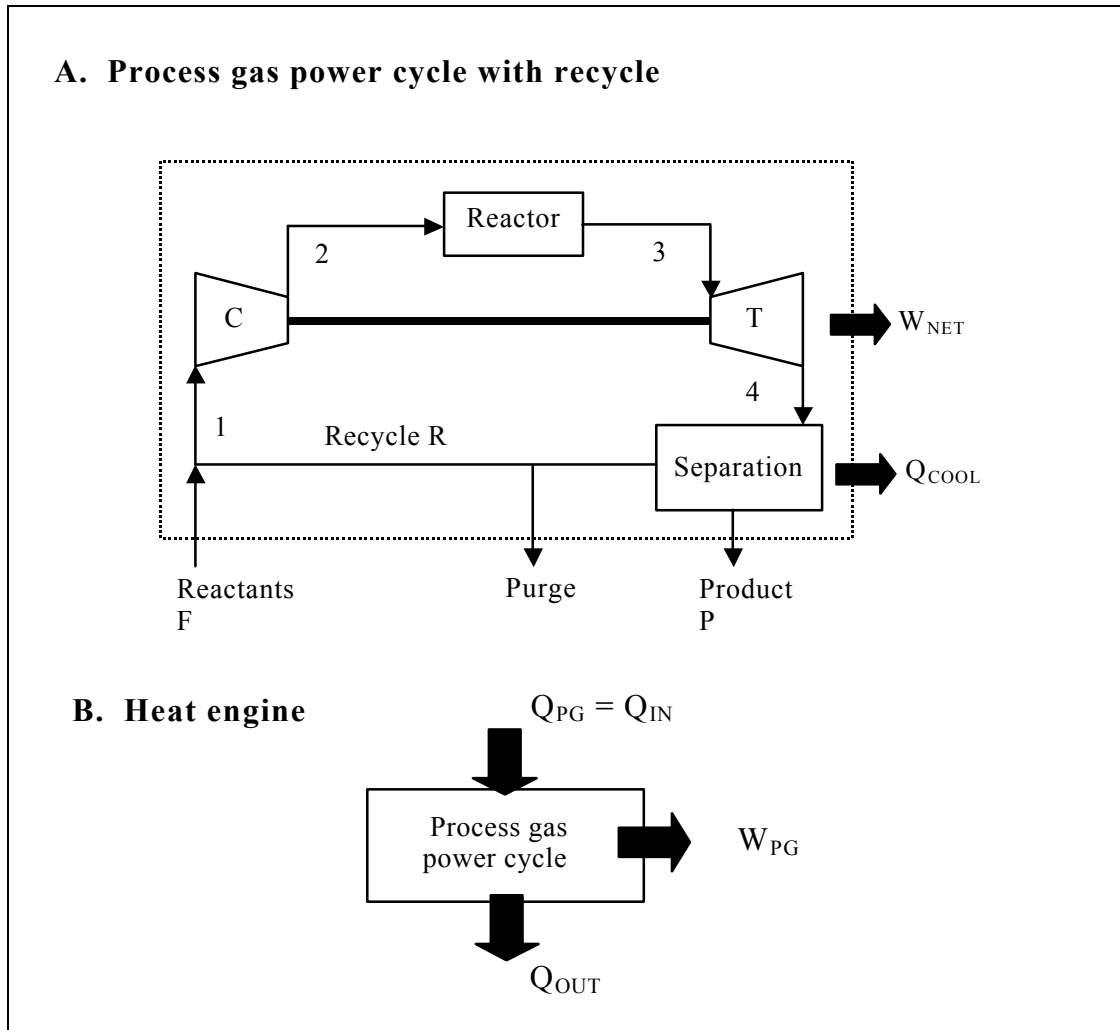 A. Process gas power cycle with recycle
Reactor
2
3
C
T
W_NET
4
1
Recycle R
Separation
Q_COOL
Reactants
F
Purge
Product
P
B. Heat engine
Q_PG = Q_IN
Process gas
power cycle
W_PG
Q_OUT